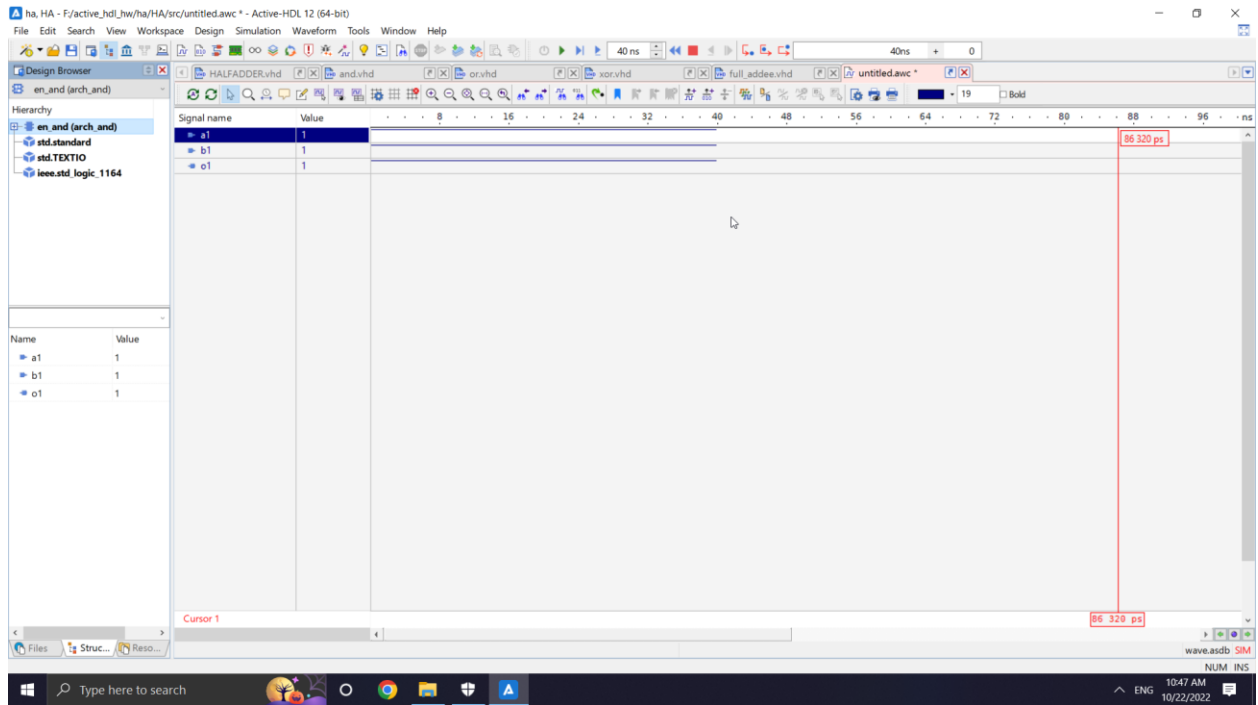 ha, HA - F:/active_hdl_hw/ha/HA/src/untitled.awc * - Active-HDL 12 (64-bit)
File Edit Search View Workspace Design Simulation Waveform Tools Window Help
40 ns 40ns + 0
Design Browser HALFADDER.vhd and.vhd or.vhd xor.vhd full_addee.vhd untitled.awc *
en_and (arch_and) 19 Bold
Hierarchy
Signal name Value 8 16 24 32 40 48 56 64 72 80 88 96 ns
en_and (arch_and)
std.standard
std.TEXTIO
ieee.std_logic_1164
a1 1
b1 1
o1 1
86 320 ps
Name Value
a1 1
b1 1
o1 1
Cursor 1 86 320 ps
Files Struc... Reso...
wave.asdb SIM
NUM INS
Type here to search
ENG 10:47 AM
10/22/2022